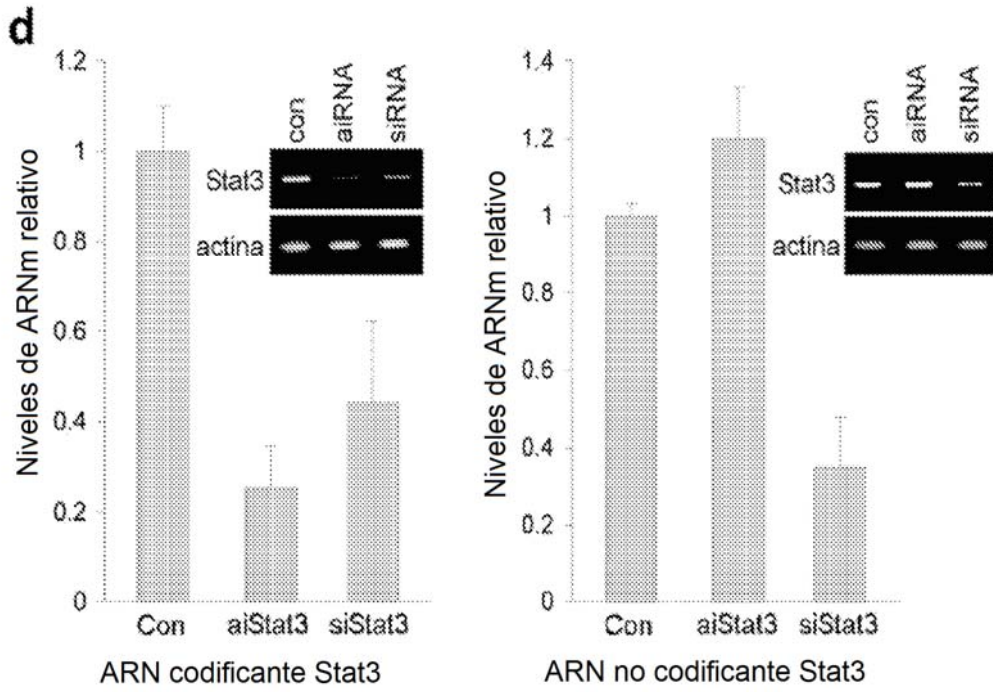 d
Niveles de ARNm relativo
1.2
1
0.8
0.6
0.4
0.2
0
con
aiRNA
siRNA
Stat3
actina
Con
aiStat3
siStat3
ARN codificante Stat3
Niveles de ARNm relativo
1.4
1.2
1
0.8
0.6
0.4
0.2
0
con
aiRNA
siRNA
Stat3
actina
Con
aiStat3
siStat3
ARN no codificante Stat3